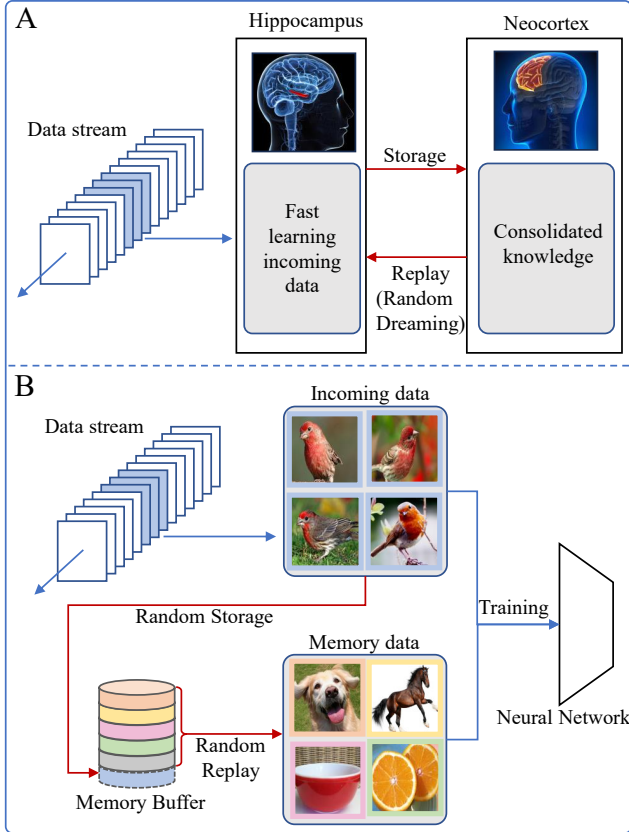 A
Hippocampus
Neocortex
Data stream
Storage
Fast
learning
incoming
data
Consolidated
knowledge
Replay
(Random
Dreaming)
B
Incoming data
Data stream
Random Storage
Training
Memory data
Neural Network
Random
Replay
Memory Buffer